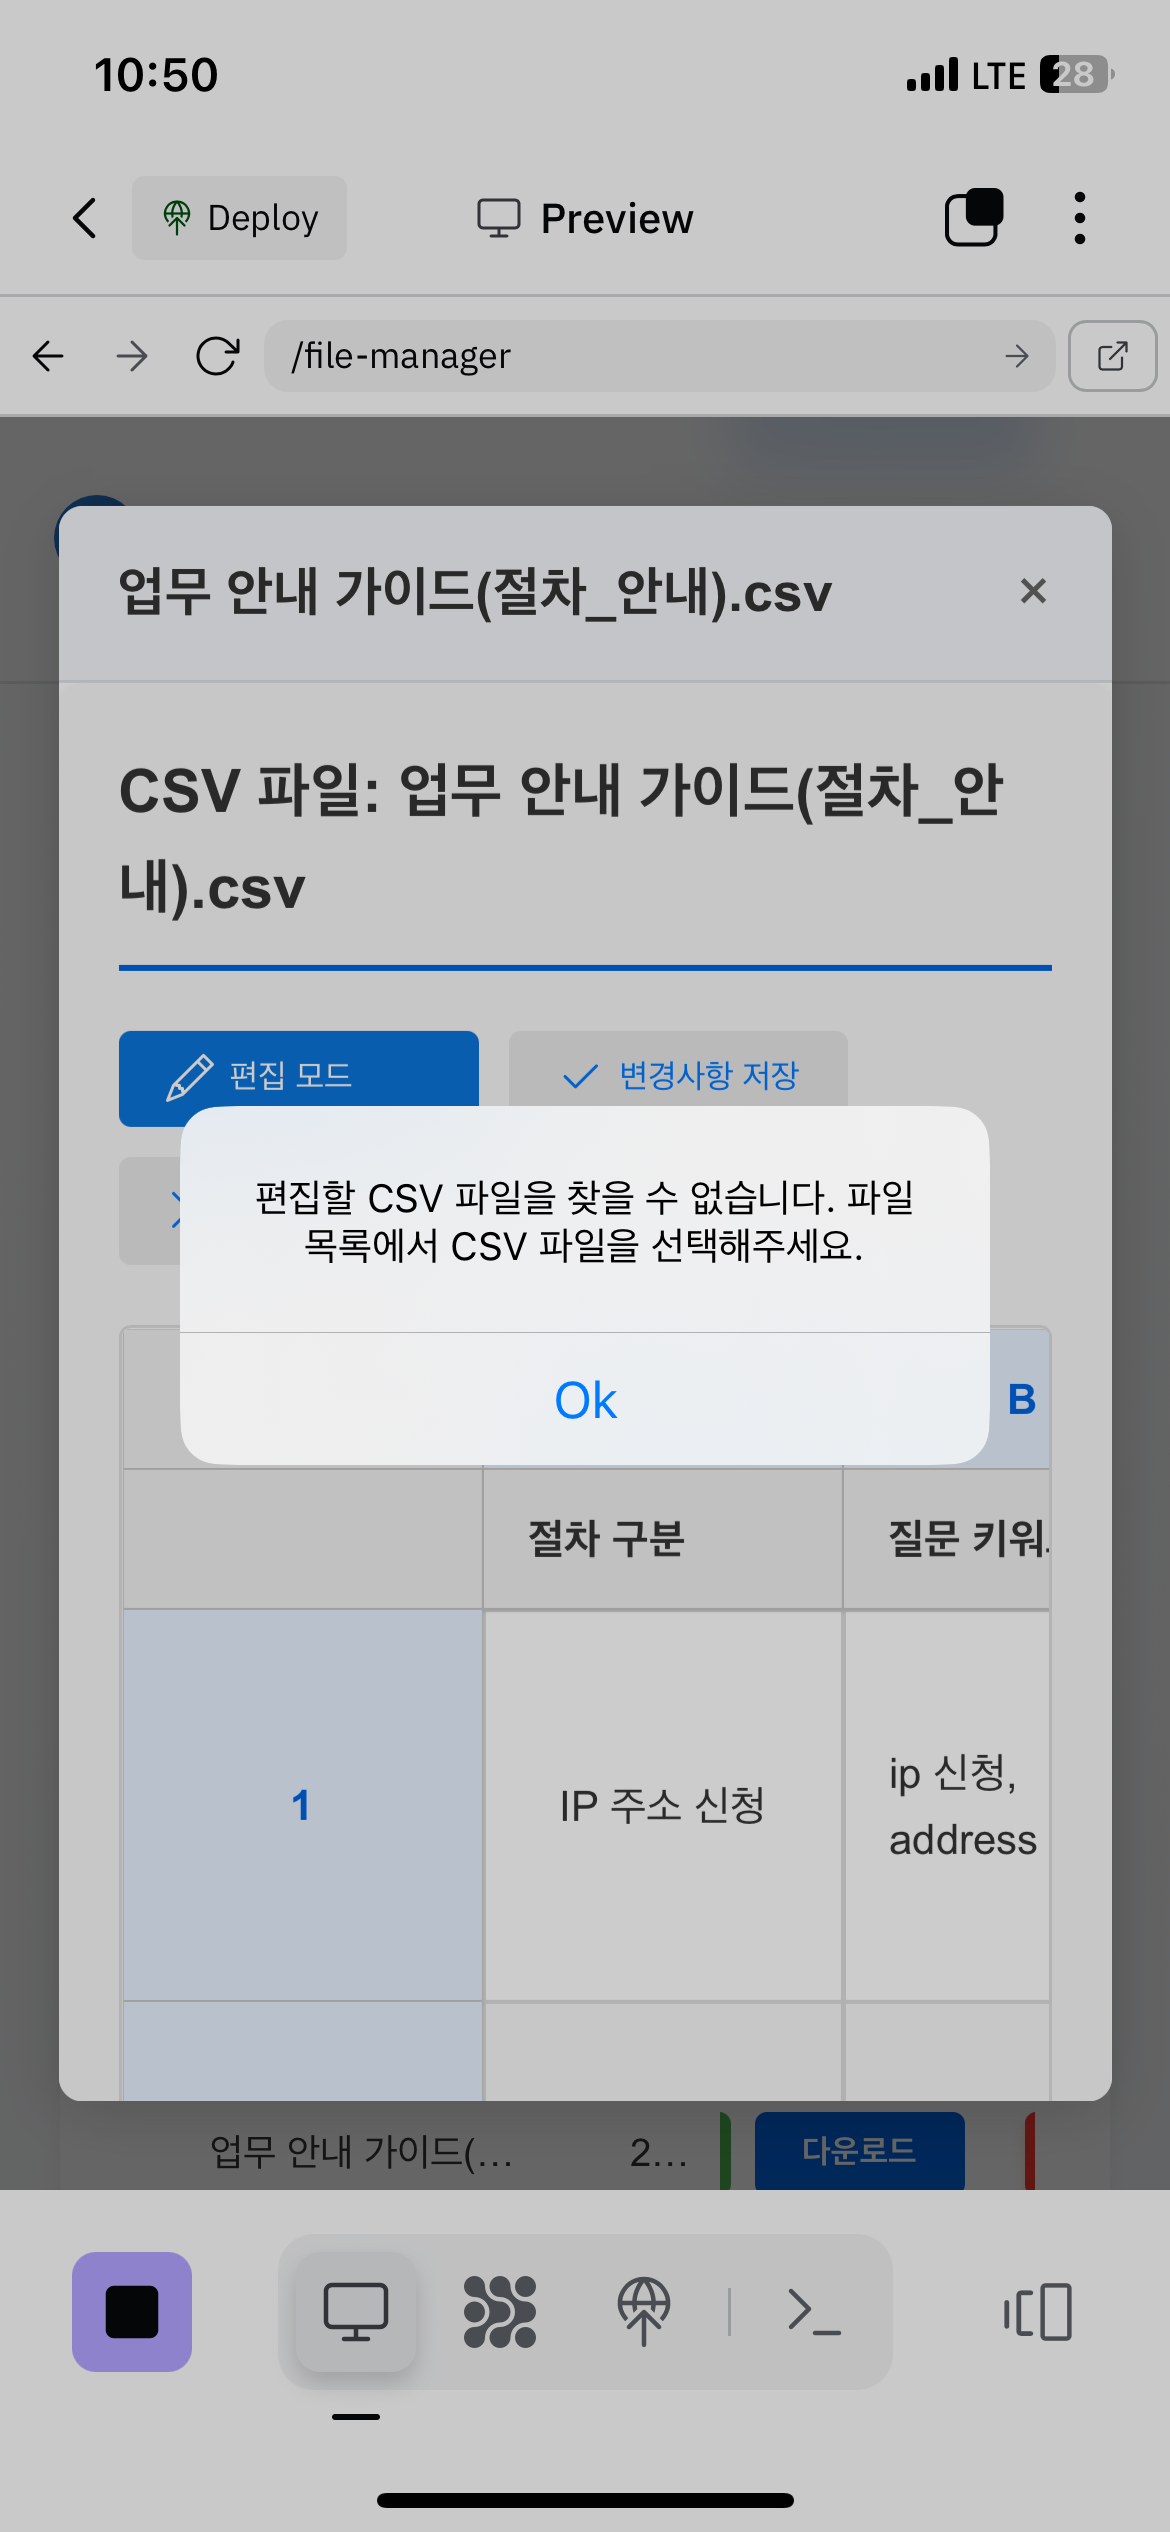 10:50
LTE 28
Deploy
Preview
/file-manager
업무 안내 가이드(절차_안내).csv
CSV 파일: 업무 안내 가이드(절차_안
내).csv
편집 모드
변경사항 저장
편집할 CSV 파일을 찾을 수 없습니다. 파일
목록에서 CSV 파일을 선택해주세요.
Ok
B
절차 구분
질문
1
IP 주소 신청
ip 신청,
address
업무 안내 가이드(...
2...
다운로드